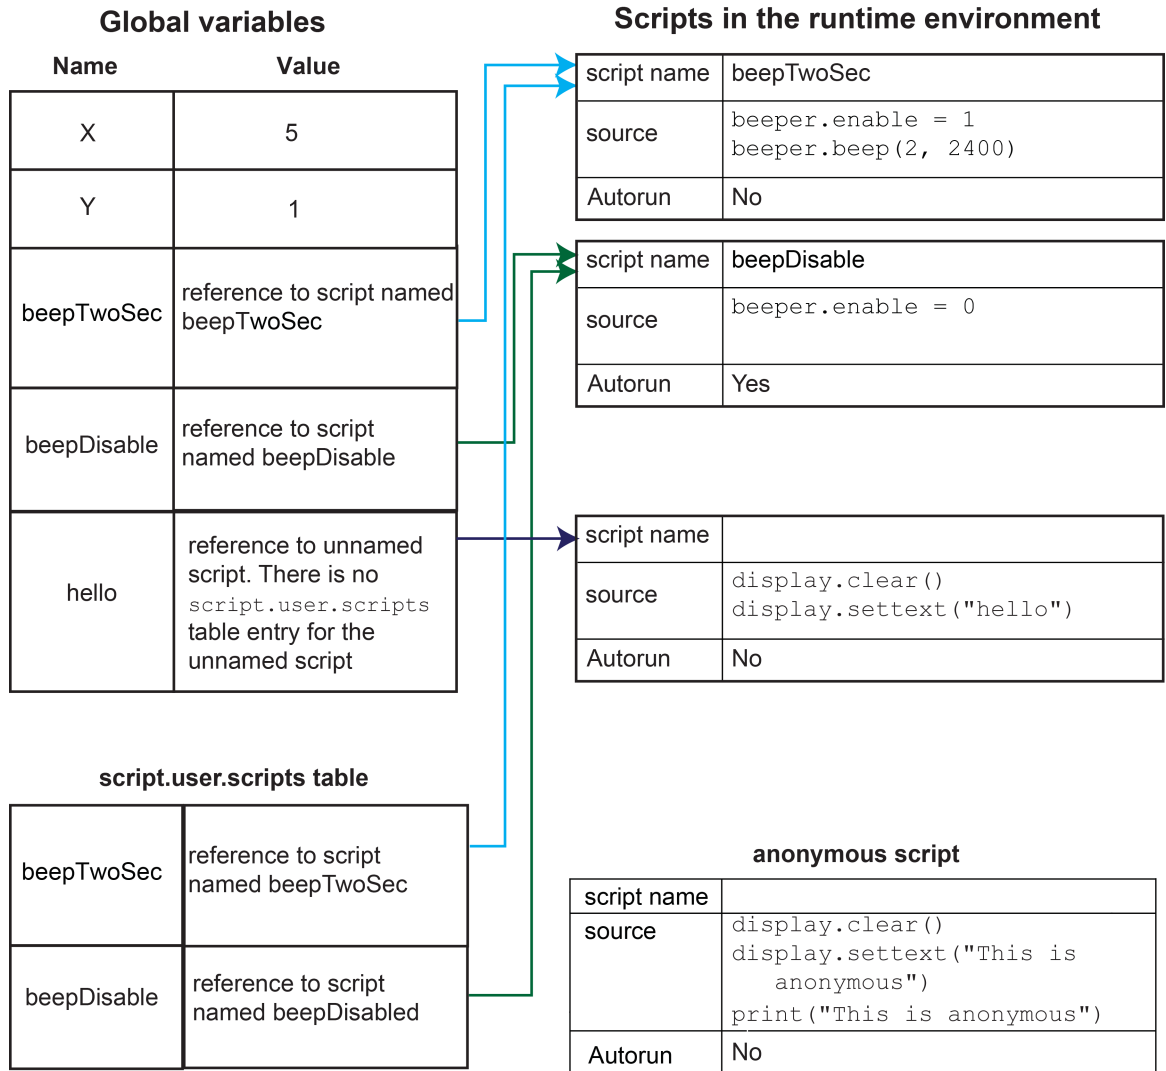 Global variables
Name Value
X 5
Y 1
beepTwoSec
reference to script named
beepTwoSec
beepDisable
reference to script
named beepDisable
hello
reference to unnamed
script. There is no
script.user.scripts
table entry for the
unnamed script
script.user.scripts table
beepTwoSec
reference to script
named beepTwoSec
beepDisable
reference to script
named beepDisabled
Scripts in the runtime environment
script name beepTwoSec
source
beeper.enable = 1
beeper.beep(2, 2400)
Autorun No
script name beepDisable
source
beeper.enable = 0
Autorun Yes
script name
source
display.clear()
display.settext("hello")
Autorun No
anonymous script
script name
source
display.clear()
display.settext("This is
anonymous")
print("This is anonymous")
Autorun No